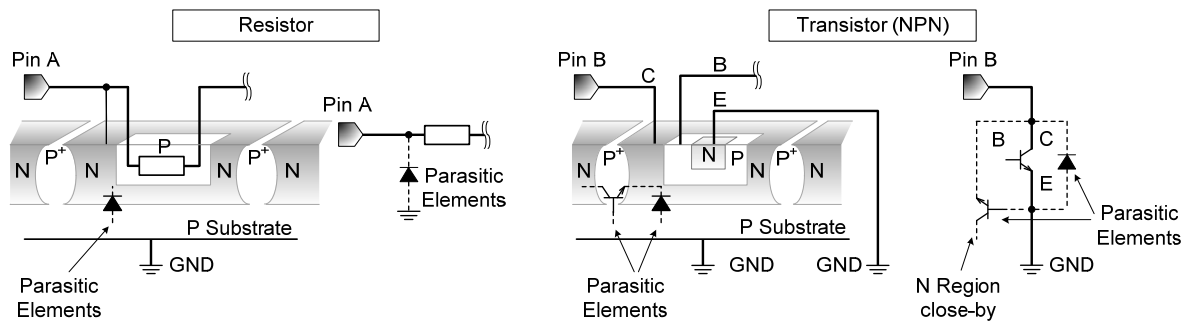 Resistor
Pin A
N
P+
N
P
N
P+
N
Parasitic
Elements
P Substrate
GND
Pin A
Parasitic
Elements
Transistor (NPN)
Pin B
C
B
E
N
P+
N
N
P
N
P+
N
P Substrate
GND
GND
Parasitic
Elements
Pin B
B
C
E
Parasitic
Elements
GND
N Region
close-by